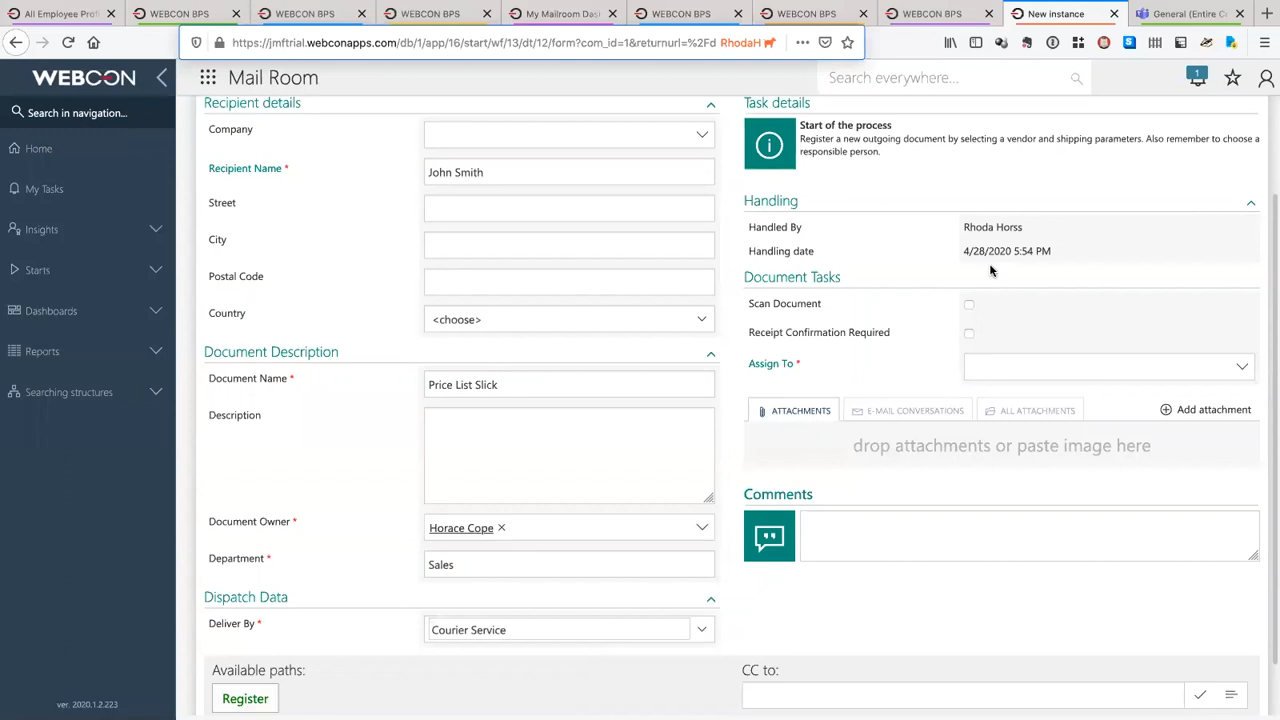 All Employee Prof
WEBCON BPS
WEBCON BPS
WEBCON BPS
My Mailroom Das
WEBCON BPS
WEBCON BPS
WEBCON BPS
New instance
General (Entire C
https://jmftrial.webconapps.com/db/1/app/16/start/wf/13/dt/12/form?com_id=1&returnurl=%2Fd
RhodaH
WEBCON
Mail Room
Search everywhere...
1
Search in navigation...
Home
My Tasks
Insights
Starts
Dashboards
Reports
Searching structures
ver. 2020.1.2.223
Recipient details
Company
Recipient Name *
John Smith
Street
City
Postal Code
Country
<choose>
Document Description
Document Name *
Price List Slick
Description
Document Owner *
Horace Cope
Department *
Sales
Dispatch Data
Deliver By *
Courier Service
Available paths:
Register
Task details
Start of the process
Register a new outgoing document by selecting a vendor and shipping parameters. Also remember to choose a
responsible person.
Handling
Handled By
Rhoda Horss
Handling date
4/28/2020 5:54 PM
Document Tasks
Scan Document
Receipt Confirmation Required
Assign To *
ATTACHMENTS
E-MAIL CONVERSATIONS
ALL ATTACHMENTS
Add attachment
drop attachments or paste image here
Comments
CC to: